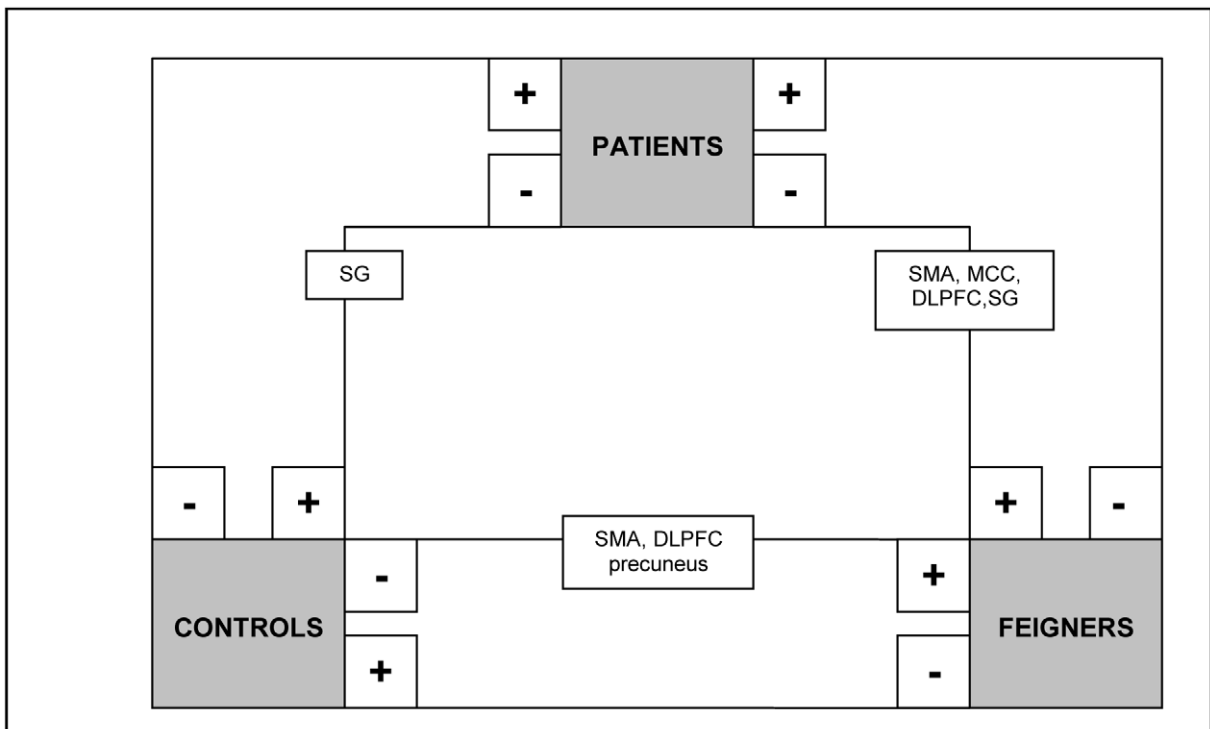 +
+
PATIENTS
-
-
SG
SMA, MCC,
DLPFC,SG
-
+
+
-
SMA, DLPFC
precuneus
-
+
CONTROLS
FEIGNERS
+
-